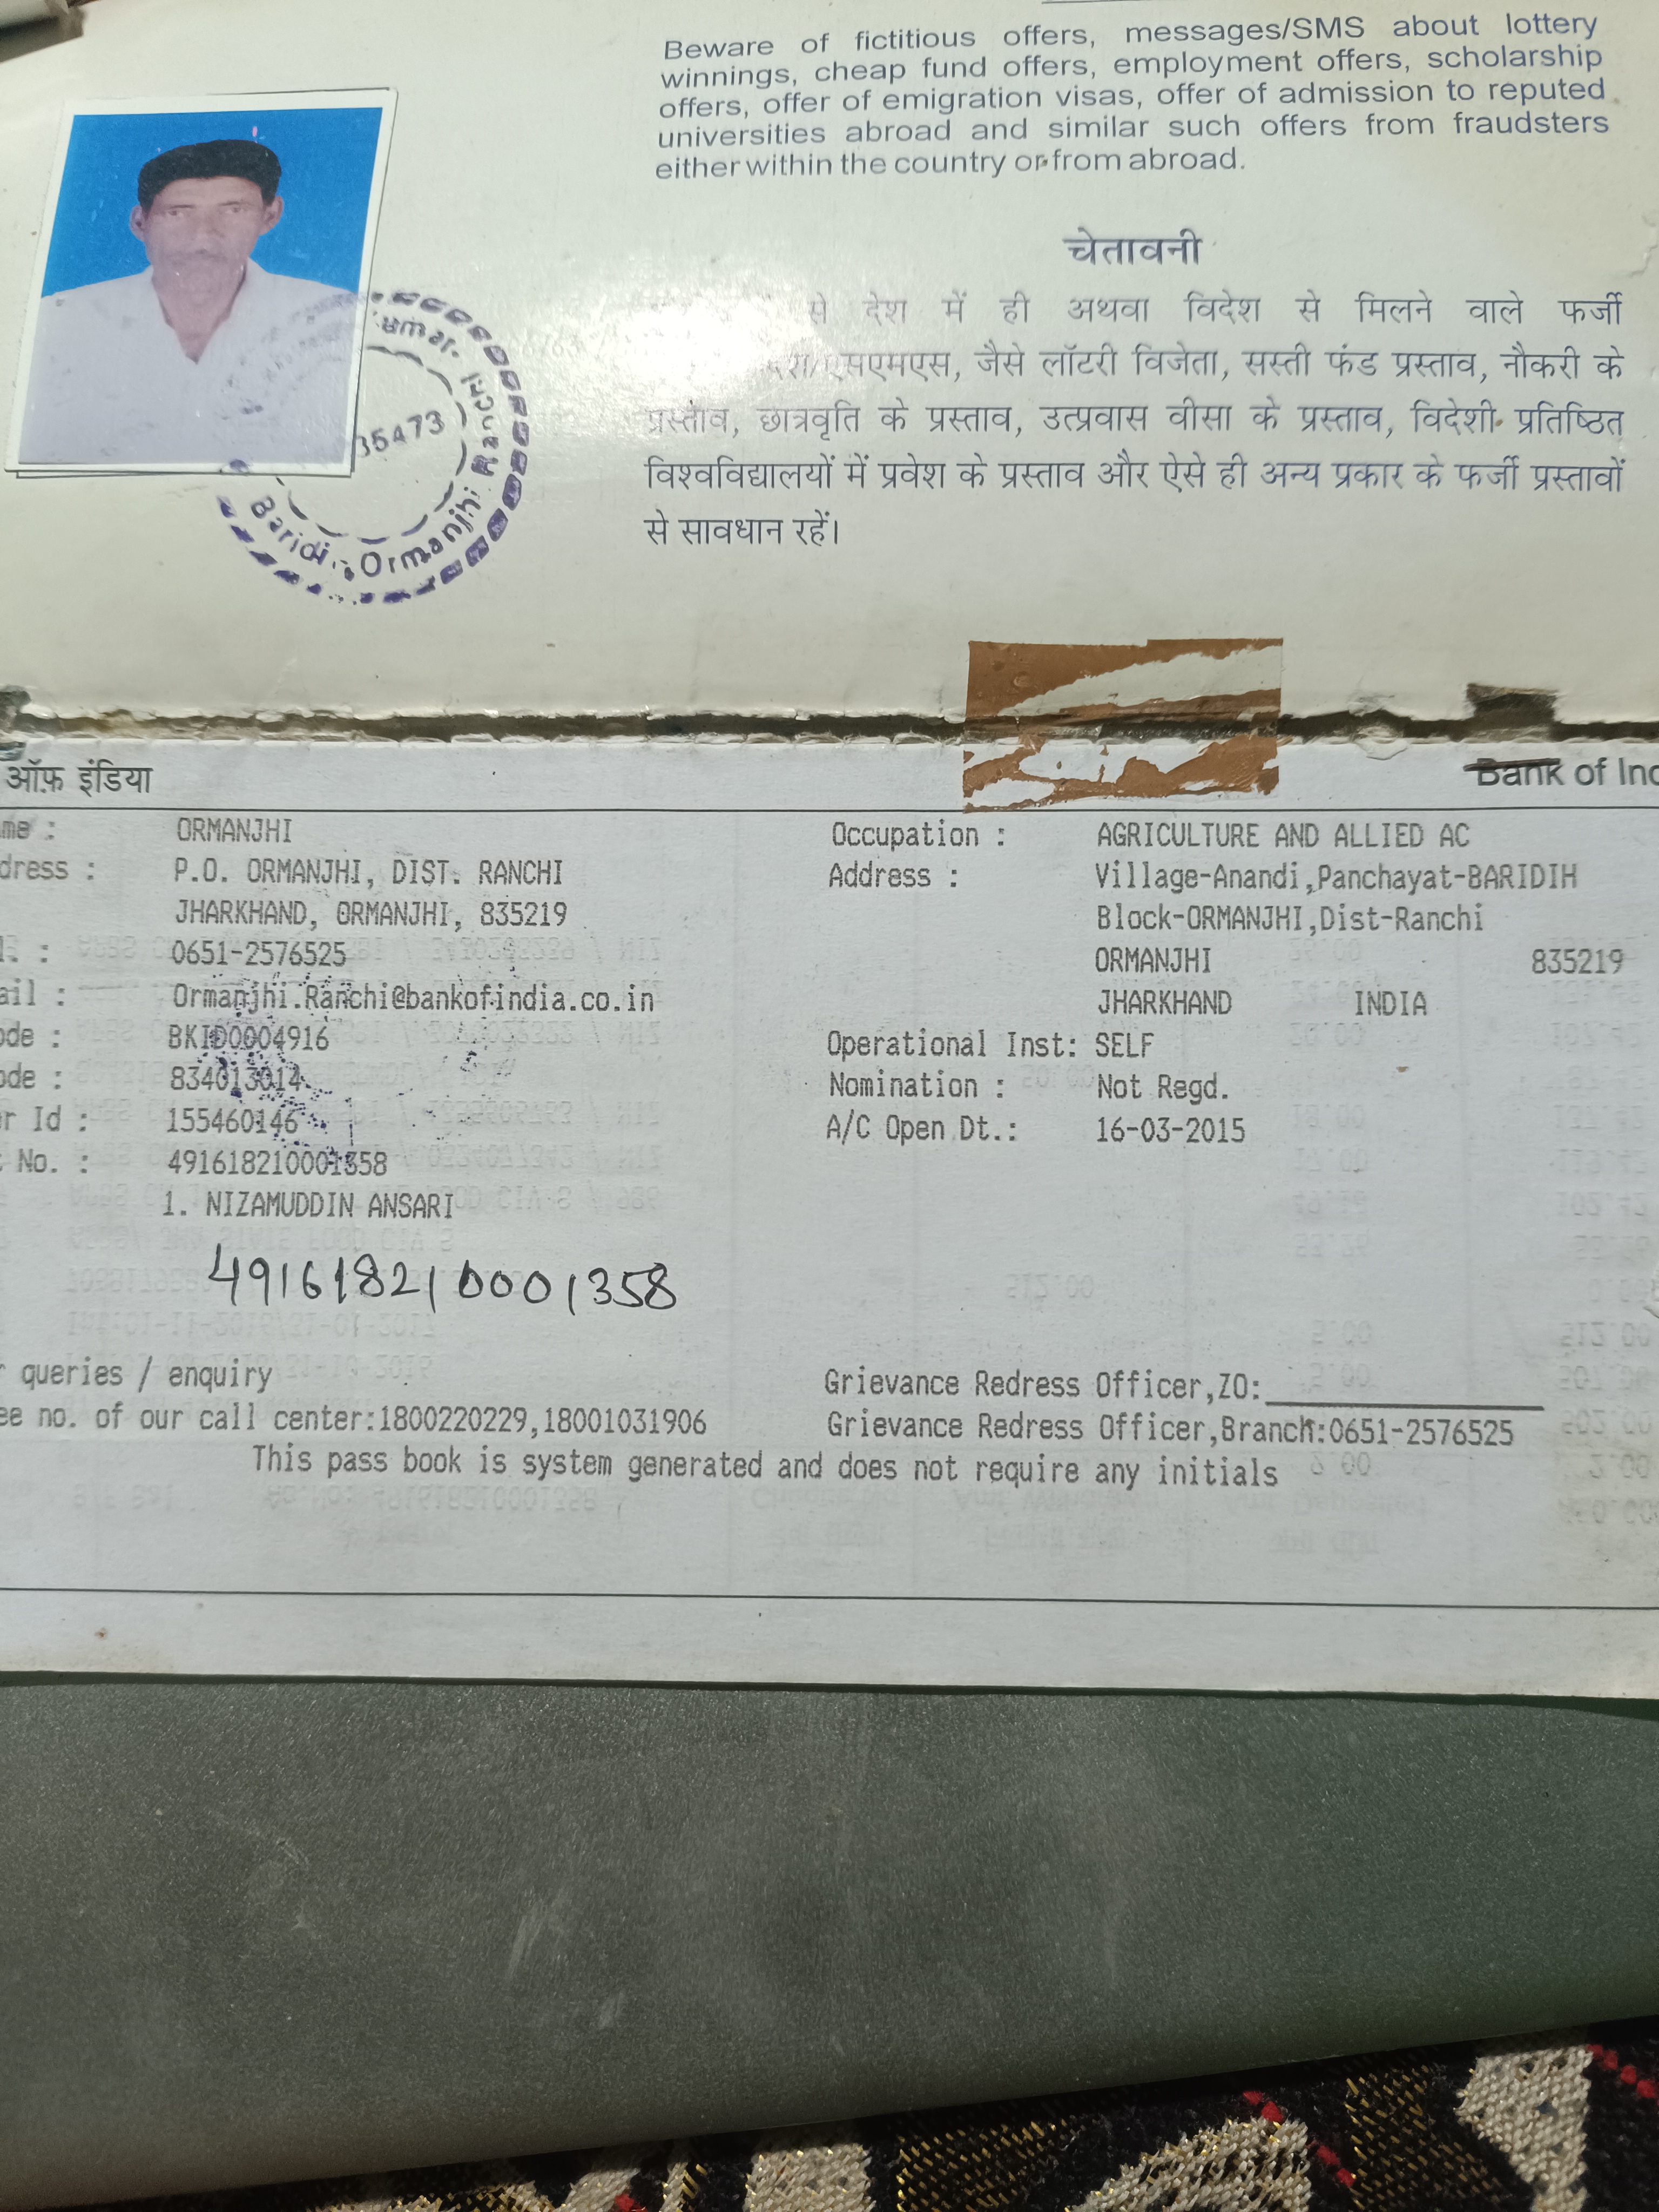 Beware of fictitious offers, messages/SMS about lottery
winnings, cheap fund offers, employment offers, scholarship
offers, offer of emigration visas, offer of admission to reputed
universities abroad and similar such offers from fraudsters
either within the country or from abroad.
चेतावनी
से देश में ही अथवा विदेश से मिलने वाले फर्जी
जैसे लॉटरी विजेता, सस्ती फंड प्रस्ताव, नौकरी के
प्रस्ताव, छात्रवृति के प्रस्ताव, उत्प्रवास वीसा के प्रस्ताव, विदेशी प्रतिष्ठित
विश्वविद्यालयों में प्रवेश के प्रस्ताव और ऐसे ही अन्य प्रकार के फर्जी प्रस्तावों
से सावधान रहें।
35473
Baridi, Ormanjhi Ranchi
ऑफ़ इंडिया
Bank of Ind
me : ORMANJHI
dress : P.O. ORMANJHI, DIST. RANCHI
JHARKHAND, ORMANJHI, 835219
l. : 0651-2576525
ail : Ormanjhi.Ranchi@bankofindia.co.in
ode : BKID0004916
ode : 834013014
r Id : 155460146
t No. : 491618210001358
1. NIZAMUDDIN ANSARI
491618210001358
Occupation : AGRICULTURE AND ALLIED AC
Address : Village-Anandi,Panchayat-BARIDIH
Block-ORMANJHI,Dist-Ranchi
ORMANJHI 835219
JHARKHAND INDIA
Operational Inst: SELF
Nomination : Not Regd.
A/C Open Dt.: 16-03-2015
r queries / enquiry
ee no. of our call center:1800220229,18001031906
Grievance Redress Officer,ZO:
Grievance Redress Officer,Branch:0651-2576525
This pass book is system generated and does not require any initials